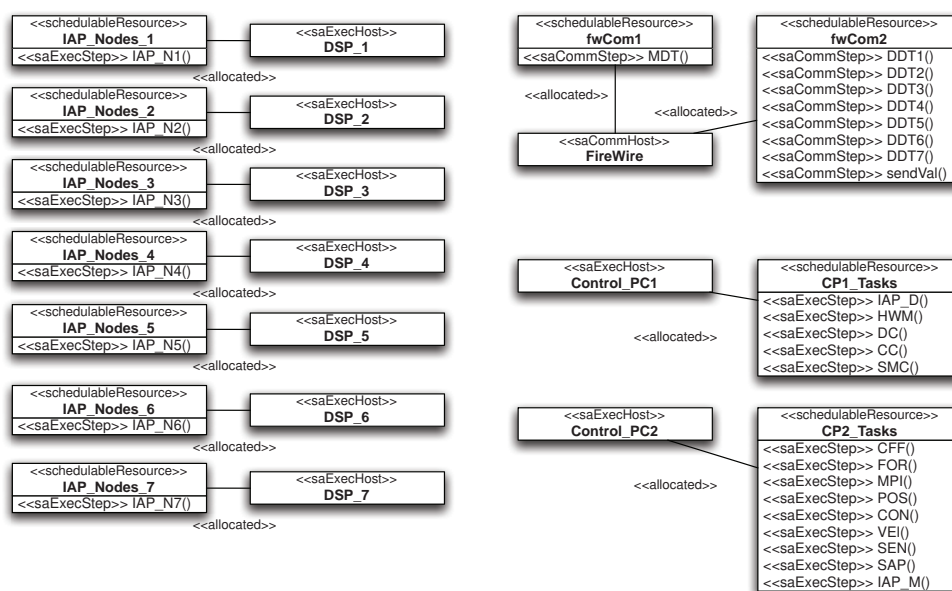 <<schedulableResource>>
IAP_Nodes_1
<<saExecStep>> IAP_N1()
<<saExecHost>>
DSP_1
<<allocated>>
<<schedulableResource>>
IAP_Nodes_2
<<saExecStep>> IAP_N2()
<<saExecHost>>
DSP_2
<<allocated>>
<<schedulableResource>>
IAP_Nodes_3
<<saExecStep>> IAP_N3()
<<saExecHost>>
DSP_3
<<allocated>>
<<schedulableResource>>
IAP_Nodes_4
<<saExecStep>> IAP_N4()
<<saExecHost>>
DSP_4
<<allocated>>
<<schedulableResource>>
IAP_Nodes_5
<<saExecStep>> IAP_N5()
<<saExecHost>>
DSP_5
<<allocated>>
<<schedulableResource>>
IAP_Nodes_6
<<saExecStep>> IAP_N6()
<<saExecHost>>
DSP_6
<<allocated>>
<<schedulableResource>>
IAP_Nodes_7
<<saExecStep>> IAP_N7()
<<saExecHost>>
DSP_7
<<allocated>>
<<schedulableResource>>
fwCom1
<<saCommStep>> MDT()
<<allocated>>
<<allocated>>
<<saCommHost>>
FireWire
<<schedulableResource>>
fwCom2
<<saCommStep>> DDT1()
<<saCommStep>> DDT2()
<<saCommStep>> DDT3()
<<saCommStep>> DDT4()
<<saCommStep>> DDT5()
<<saCommStep>> DDT6()
<<saCommStep>> DDT7()
<<saCommStep>> sendVal()
<<saExecHost>>
Control_PC1
<<allocated>>
<<schedulableResource>>
CP1_Tasks
<<saExecStep>> IAP_D()
<<saExecStep>> HWM()
<<saExecStep>> DC()
<<saExecStep>> CC()
<<saExecStep>> SMC()
<<saExecHost>>
Control_PC2
<<allocated>>
<<schedulableResource>>
CP2_Tasks
<<saExecStep>> CFF()
<<saExecStep>> FOR()
<<saExecStep>> MPI()
<<saExecStep>> POS()
<<saExecStep>> CON()
<<saExecStep>> VEl()
<<saExecStep>> SEN()
<<saExecStep>> SAP()
<<saExecStep>> IAP_M()